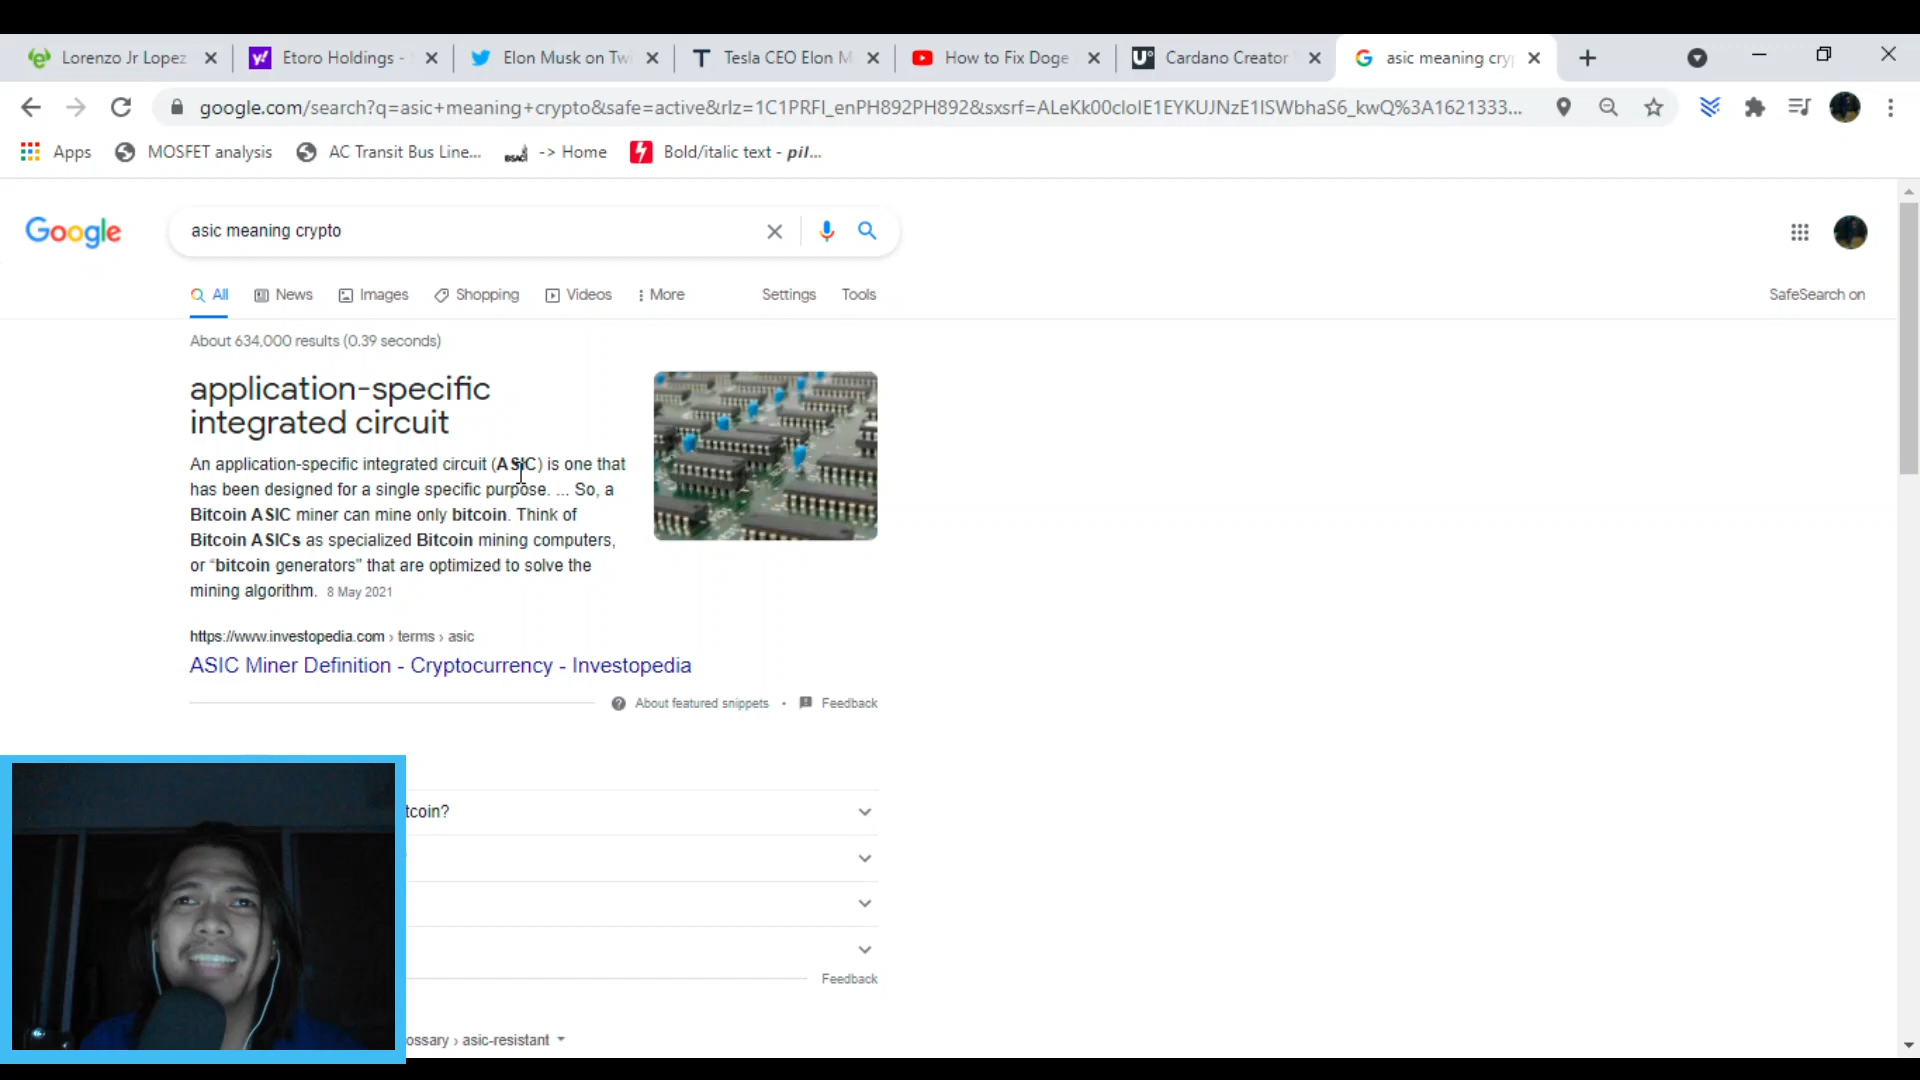 Lorenzo Jr Lopez
Etoro Holdings -
Elon Musk on Twi
Tesla CEO Elon M
How to Fix Doge
Cardano Creator
asic meaning cry
google.com/search?q=asic+meaning+crypto&safe=active&rlz=1C1PRFI_enPH892PH892&sxsrf=ALeKk00cIoIE1EYKUJNzE1ISWbhaS6_kwQ%3A1621333...
Apps
MOSFET analysis
AC Transit Bus Line...
-> Home
Bold/italic text - pil...
Google
asic meaning crypto
All
News
Images
Shopping
Videos
More
Settings
Tools
SafeSearch on
About 634,000 results (0.39 seconds)
application-specific
integrated circuit
An application-specific integrated circuit (ASIC) is one that
has been designed for a single specific purpose. ... So, a
Bitcoin ASIC miner can mine only bitcoin. Think of
Bitcoin ASICs as specialized Bitcoin mining computers,
or “bitcoin generators” that are optimized to solve the
mining algorithm. 8 May 2021
https://www.investopedia.com › terms › asic
ASIC Miner Definition - Cryptocurrency - Investopedia
About featured snippets • Feedback
tcoin?
Feedback
ossary › asic-resistant